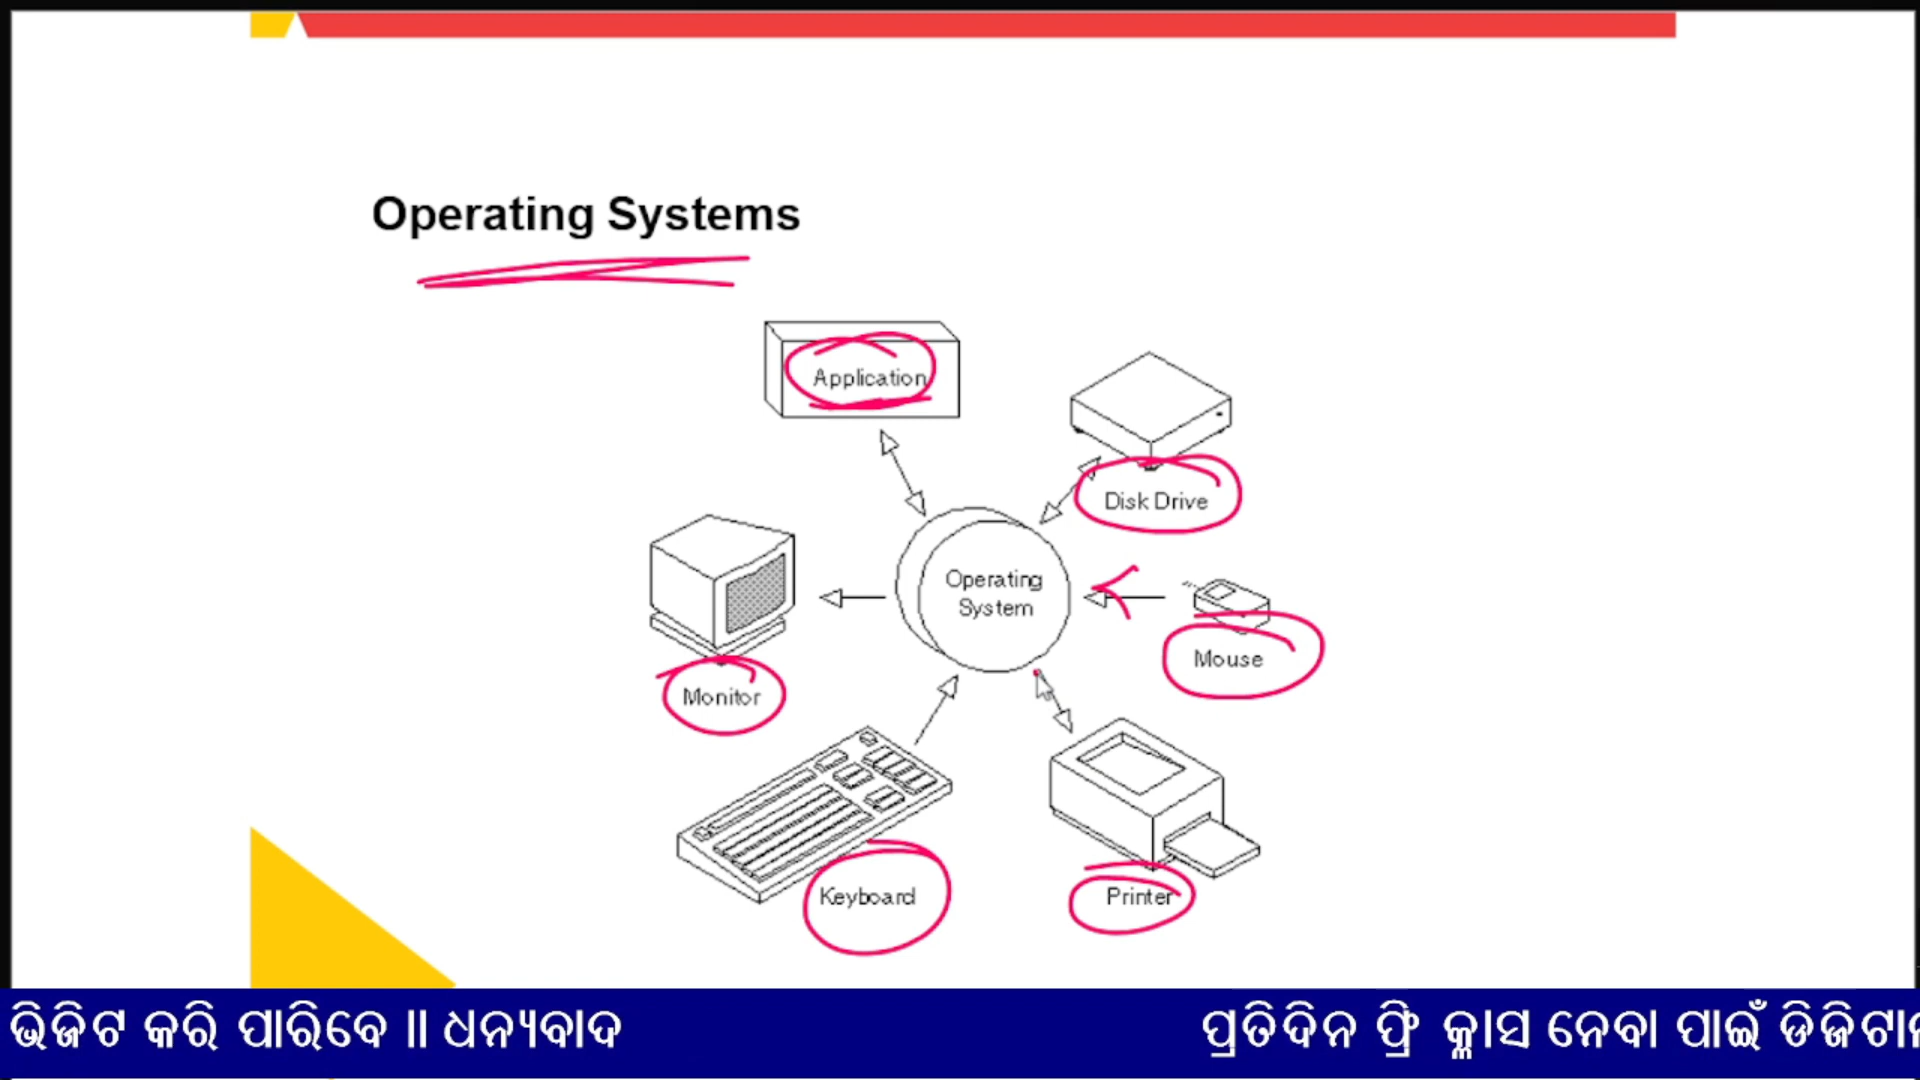 Operating Systems
Application
Disk Drive
Operating
System
Mouse
Monitor
Keyboard
Printer
ଭିଜିଟ କରି ପାରିବେ ॥ ଧନ୍ୟବାଦ
ପ୍ରତିଦିନ ଫ୍ରି କ୍ଳାସ ନେବା ପାଇଁ